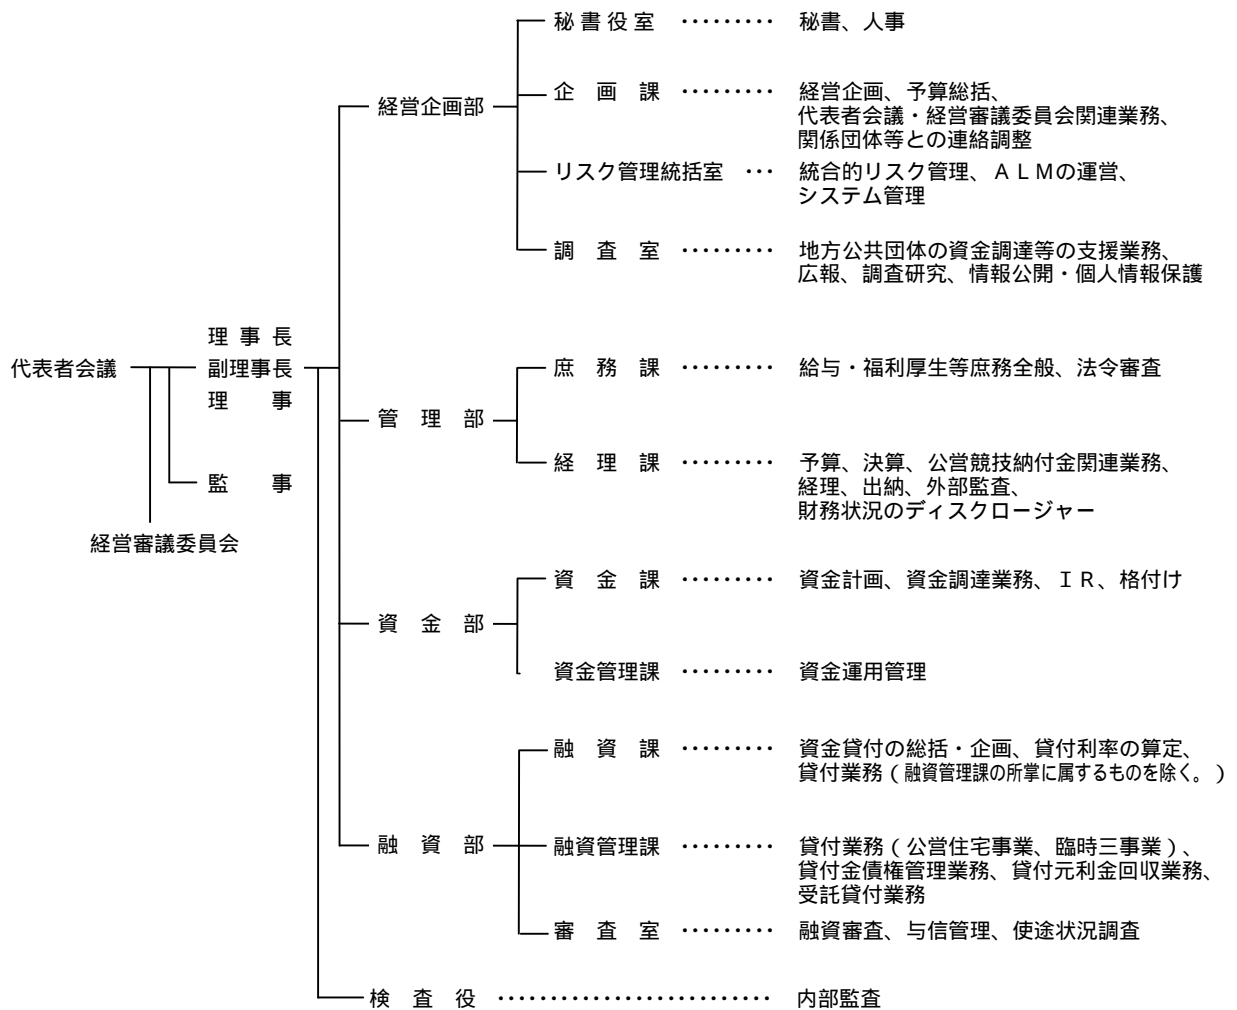 秘書役室 ・・・・・・・・・ 秘書、人事
企画課 ・・・・・・・・・ 経営企画、予算総括、
代表者会議・経営審議委員会関連業務、
関係団体等との連絡調整
経営企画部
リスク管理統括室 ・・・ 統合的リスク管理、ＡＬＭの運営、
システム管理
調査室 ・・・・・・・・・ 地方公共団体の資金調達等の支援業務、
広報、調査研究、情報公開・個人情報保護
代表者会議
理事長
副理事長
理事
監事
経営審議委員会
管理部
庶務課 ・・・・・・・・・ 給与・福利厚生等庶務全般、法令審査
経理課 ・・・・・・・・・ 予算、決算、公営競技納付金関連業務、
経理、出納、外部監査、
財務状況のディスクロージャー
資金部
資金課 ・・・・・・・・・ 資金計画、資金調達業務、ＩＲ、格付け
資金管理課 ・・・・・・・・・ 資金運用管理
融資部
融資課 ・・・・・・・・・ 資金貸付の総括・企画、貸付利率の算定、
貸付業務（融資管理課の所掌に属するものを除く。）
融資管理課 ・・・・・・・・・ 貸付業務（公営住宅事業、臨時三事業）、
貸付金債権管理業務、貸付元利金回収業務、
受託貸付業務
審査室 ・・・・・・・・・ 融資審査、与信管理、使途状況調査
検査役 ・・・・・・・・・・・・・・・・・・・・・・・・・・ 内部監査